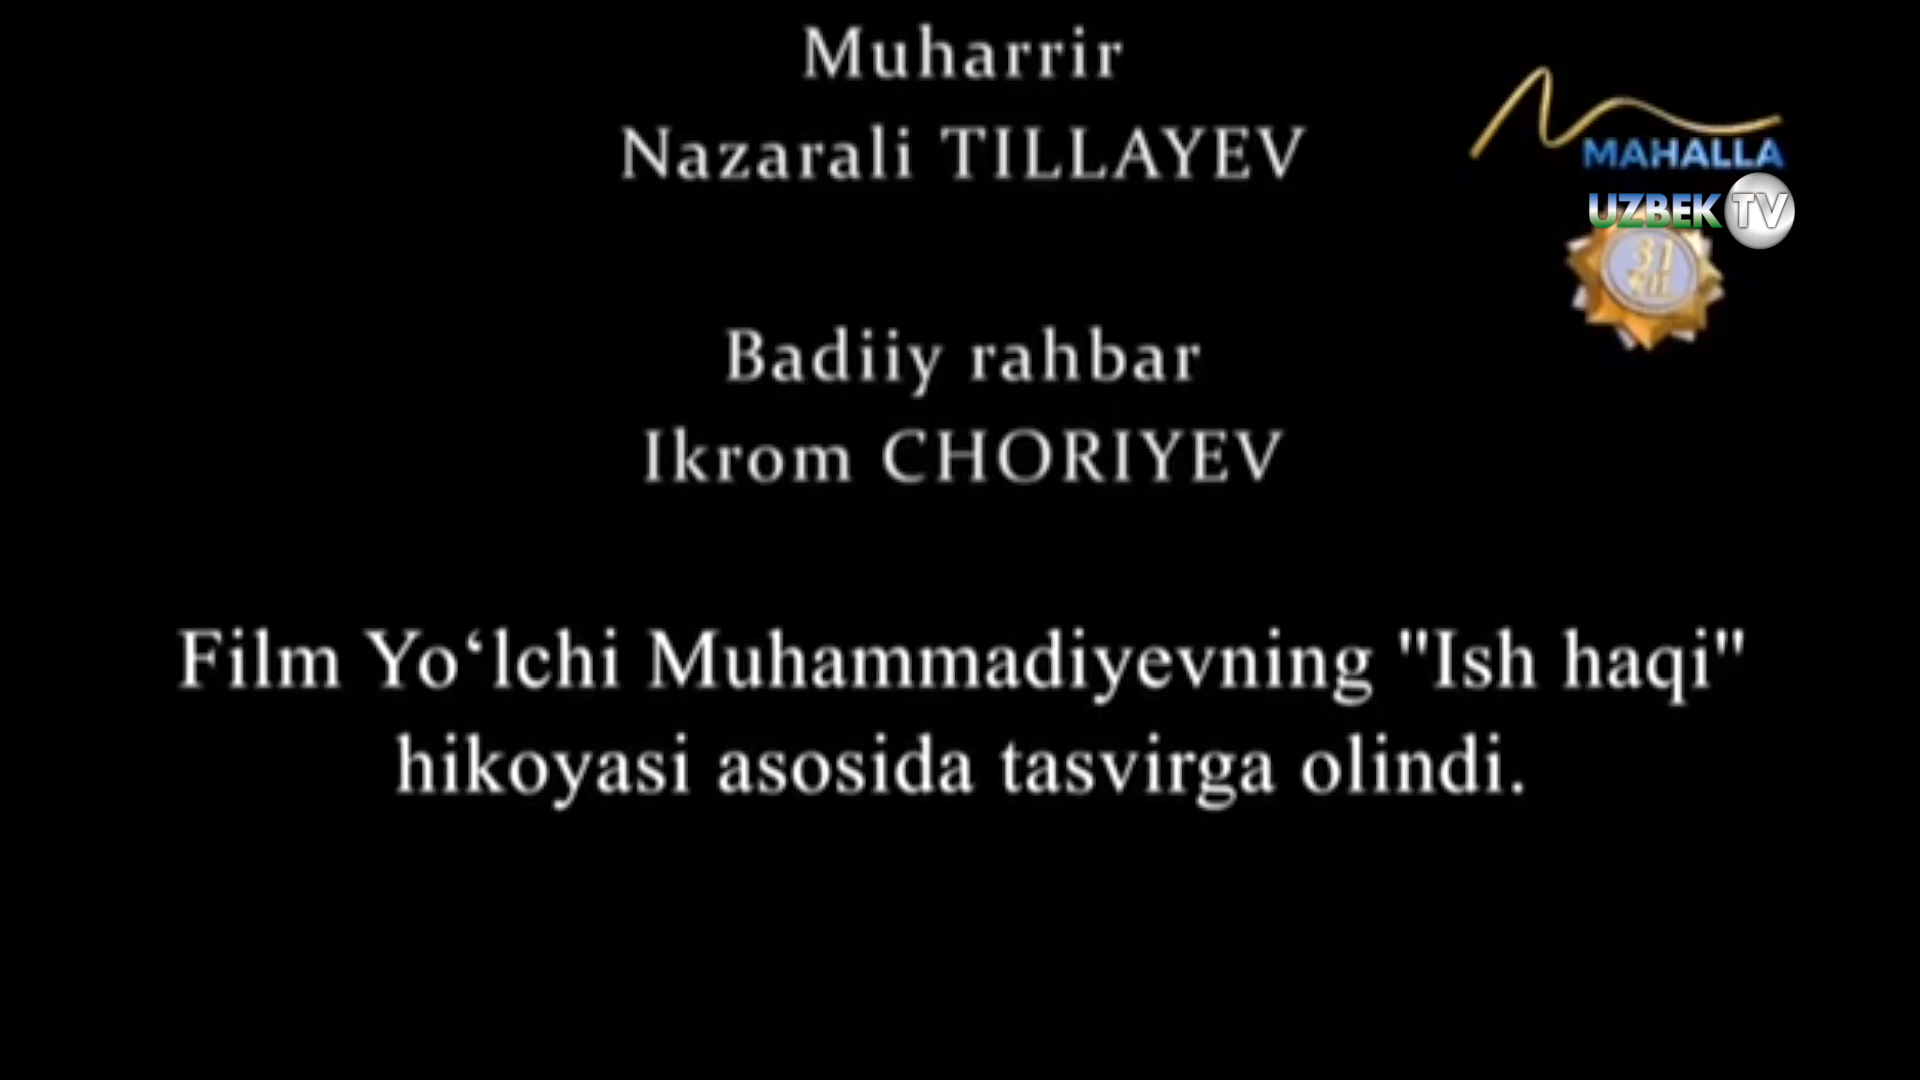 Muharrir
Nazarali TILLAYEV
MAHALLA
UZBEK TV
31
Badiiy rahbar
Ikrom CHORIYEV
Film Yo‘lchi Muhammadiyevning "Ish haqi"
hikoyasi asosida tasvirga olindi.